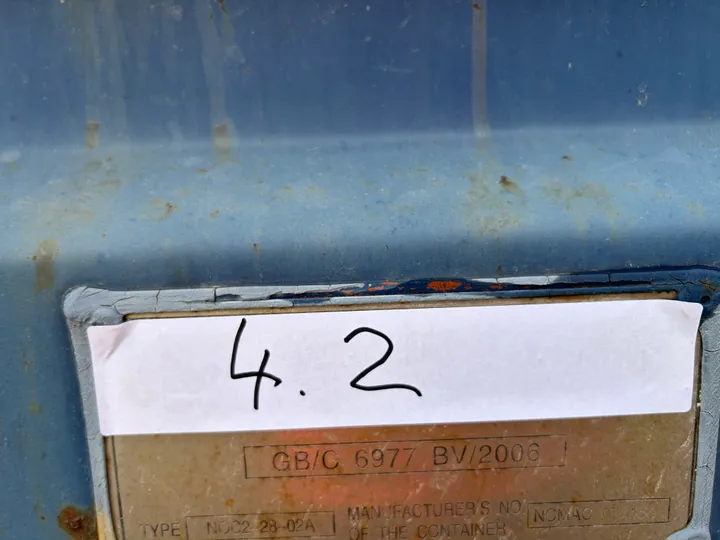 4.2
GB/C 6977 BV/2006
MANUFACTURER'S NO
TYPE NCC2-28-02A OF THE CONTAINER